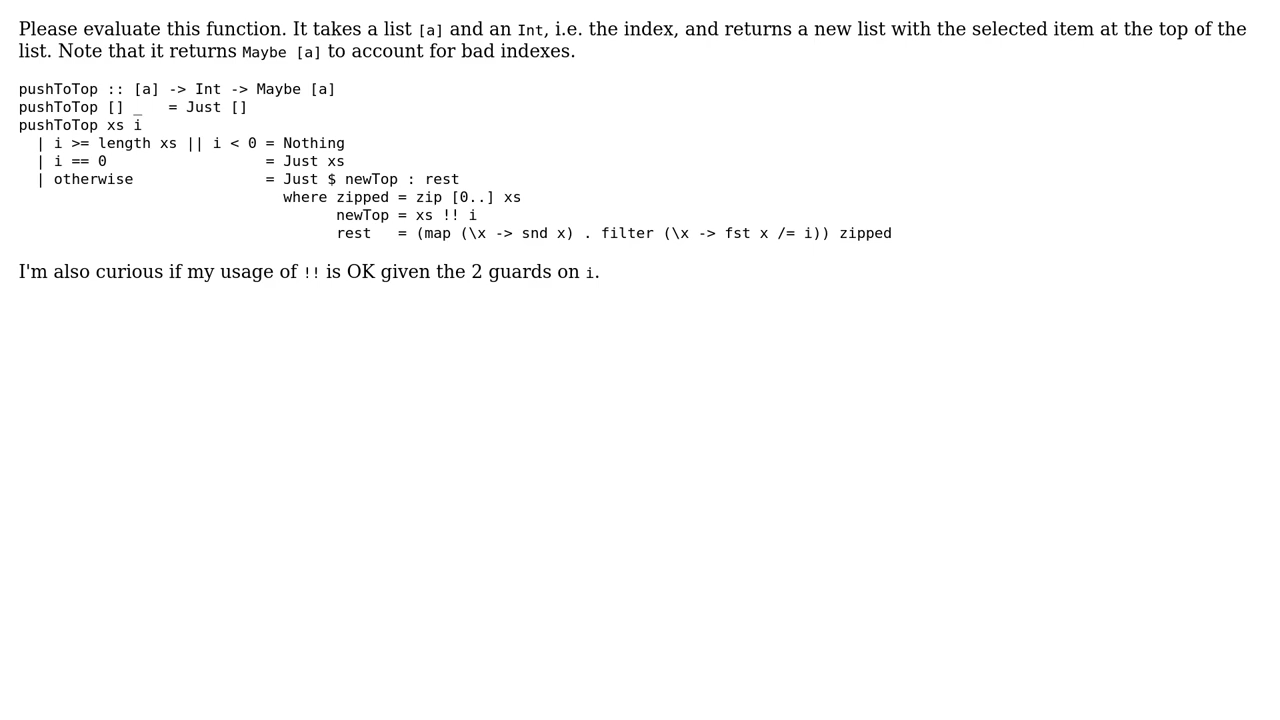 Please evaluate this function. It takes a list [a] and an Int, i.e. the index, and returns a new list with the selected item at the top of the
list. Note that it returns Maybe [a] to account for bad indexes.
pushToTop :: [a] -> Int -> Maybe [a]
pushToTop [] _   = Just []
pushToTop xs i
  | i >= length xs || i < 0 = Nothing
  | i == 0                  = Just xs
  | otherwise               = Just $ newTop : rest
                              where zipped = zip [0..] xs
                                    newTop = xs !! i
                                    rest   = (map (\x -> snd x) . filter (\x -> fst x /= i)) zipped
I'm also curious if my usage of !! is OK given the 2 guards on i.